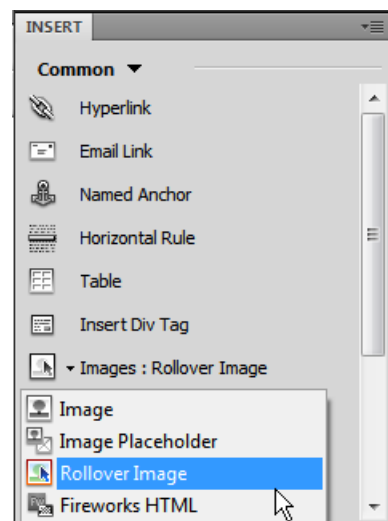 INSERT
Common
Hyperlink
Email Link
Named Anchor
Horizontal Rule
Table
Insert Div Tag
Images : Rollover Image
Image
Image Placeholder
Rollover Image
Fireworks HTML